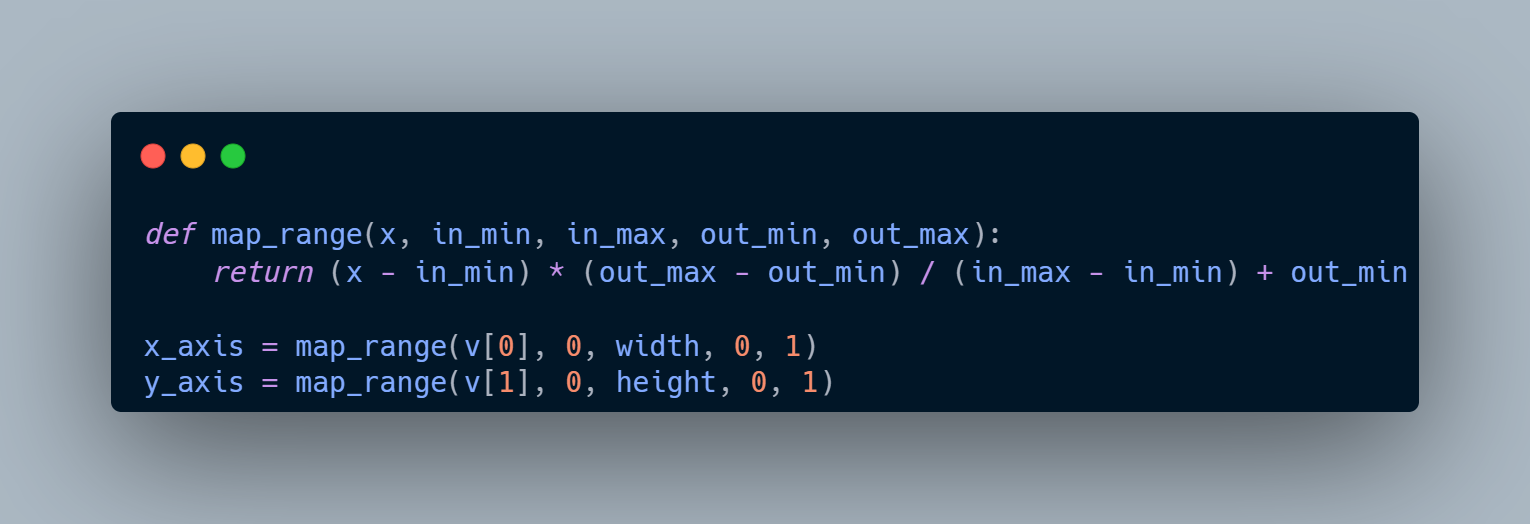 def map_range(x, in_min, in_max, out_min, out_max):
    return (x - in_min) * (out_max - out_min) / (in_max - in_min) + out_min
x_axis = map_range(v[0], 0, width, 0, 1)
y_axis = map_range(v[1], 0, height, 0, 1)